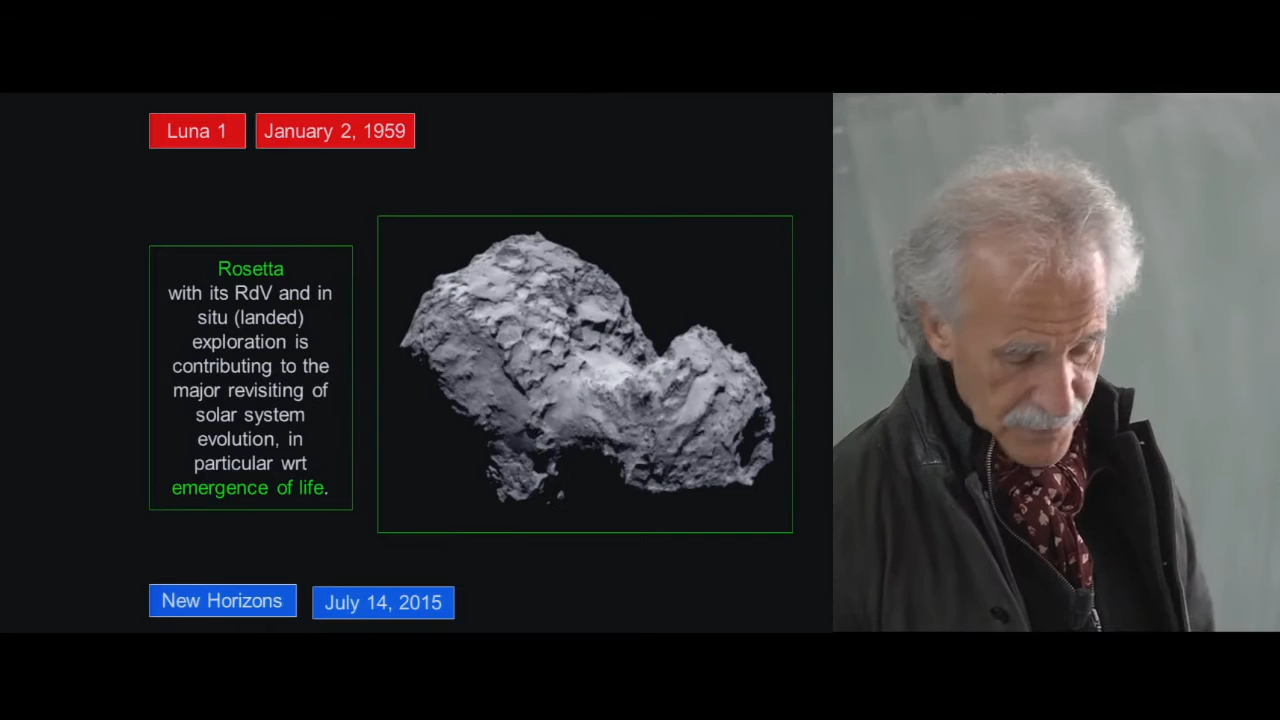 Luna 1
January 2, 1959
Rosetta
with its RdV and in
situ (landed)
exploration is
contributing to the
major revisiting of
solar system
evolution, in
particular wrt
emergence of life.
New Horizons
July 14, 2015